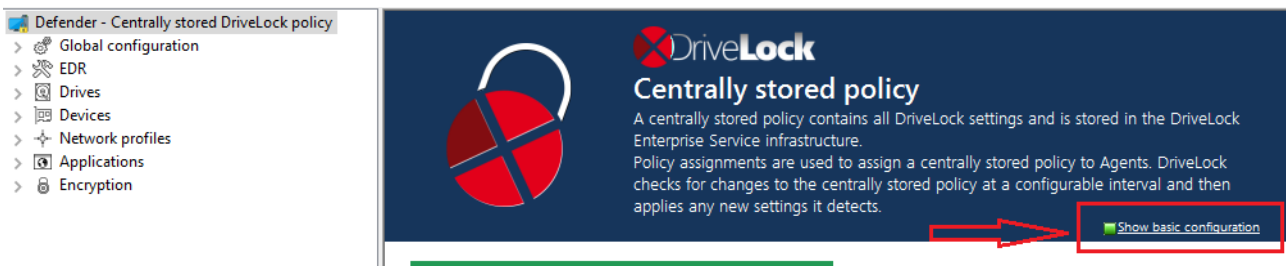 Defender - Centrally stored DriveLock policy
Global configuration
EDR
Drives
Devices
Network profiles
Applications
Encryption
DriveLock
Centrally stored policy
A centrally stored policy contains all DriveLock settings and is stored in the DriveLock
Enterprise Service infrastructure.
Policy assignments are used to assign a centrally stored policy to Agents. DriveLock
checks for changes to the centrally stored policy at a configurable interval and then
applies any new settings it detects.
Show basic configuration